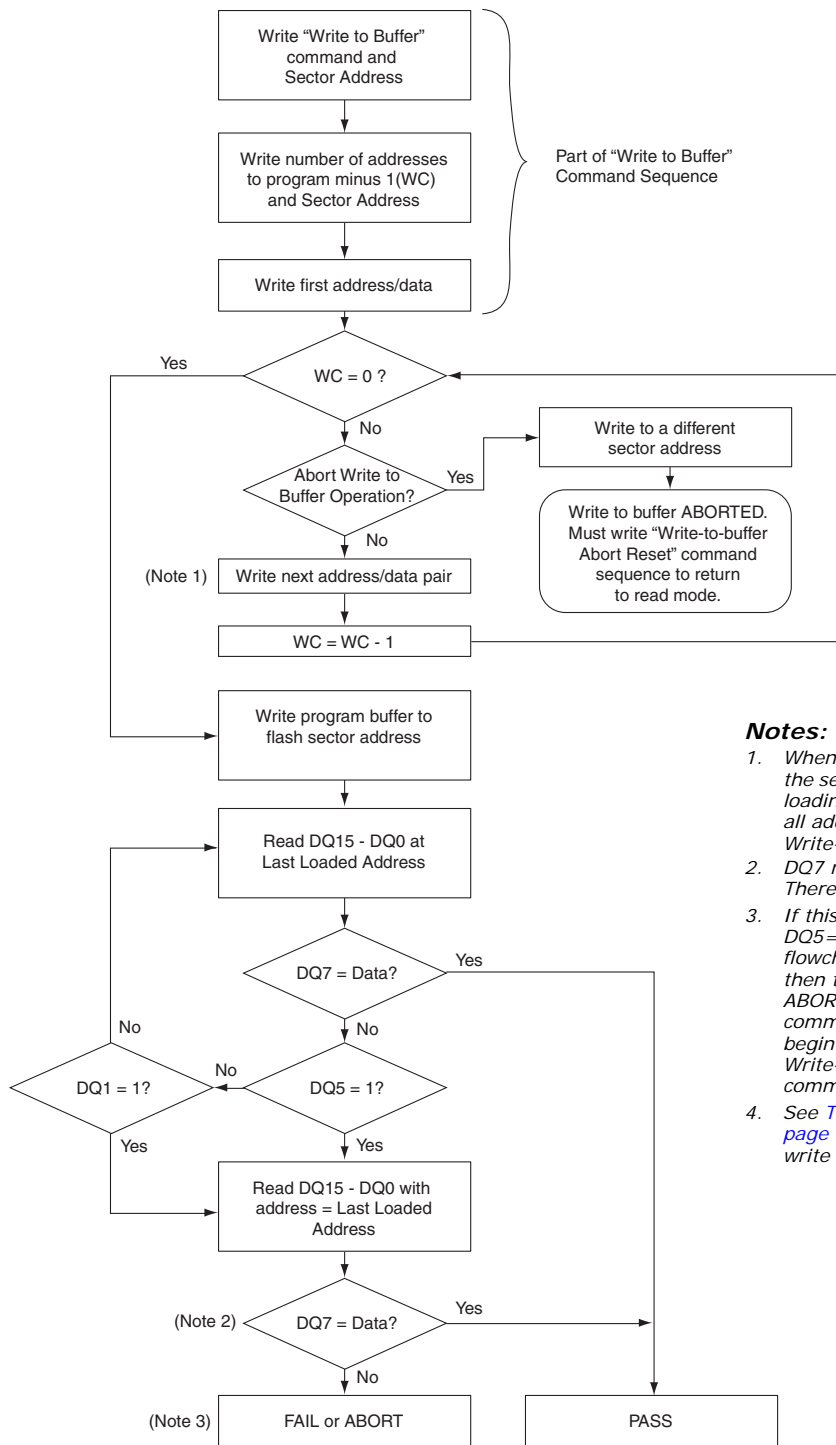 Write “Write to Buffer”
command and
Sector Address
Write number of addresses
to program minus 1(WC)
and Sector Address
Part of “Write to Buffer”
Command Sequence
Write first address/data
Yes
WC = 0 ?
No
Write to a different
sector address
Abort Write to
Buffer Operation?
Yes
No
Write to buffer ABORTED.
Must write “Write-to-buffer
Abort Reset” command
sequence to return
to read mode.
(Note 1)
Write next address/data pair
WC = WC - 1
Write program buffer to
flash sector address
Notes:
1. When
the se
loadin
all add
Write-
2. DQ7 m
There
3. If this
DQ5=
flowch
then t
ABOR
comm
begin
Write-
comm
4. See T
page
write
Read DQ15 - DQ0 at
Last Loaded Address
DQ7 = Data?
Yes
No
No
DQ1 = 1?
No
DQ5 = 1?
Yes
Yes
Read DQ15 - DQ0 with
address = Last Loaded
Address
(Note 2)
DQ7 = Data?
Yes
No
(Note 3)
FAIL or ABORT
PASS